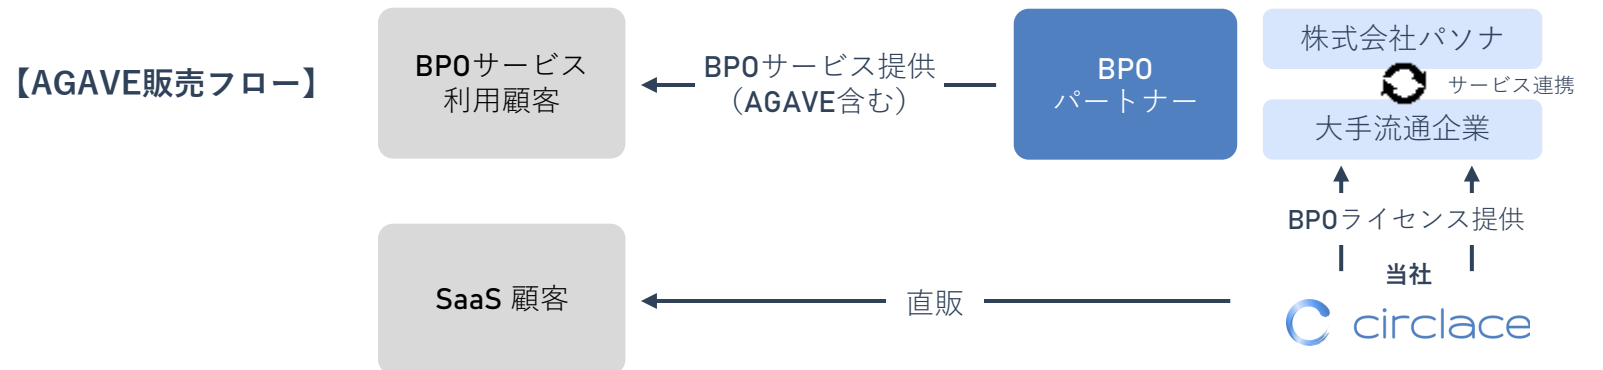 【AGAVE販売フロー】
BPOサービス
利用顧客
BPOサービス提供
（AGAVE含む）
BPO
パートナー
株式会社パソナ
サービス連携
大手流通企業
BPOライセンス提供
当社
circlace
SaaS 顧客
直販